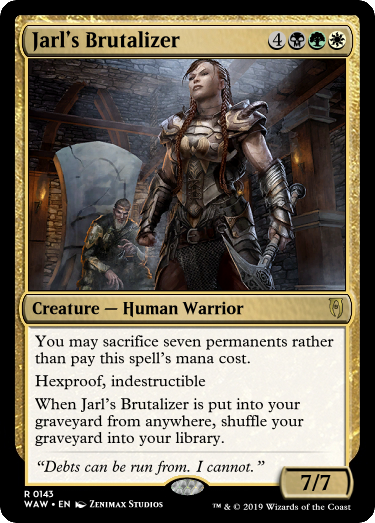 Jarl's Brutalizer 4
Creature — Human Warrior
You may sacrifice seven permanents rather
than pay this spell's mana cost.
Hexproof, indestructible
When Jarl's Brutalizer is put into your
graveyard from anywhere, shuffle your
graveyard into your library.
“Debts can be run from. I cannot.”
7/7
R 0143
WAW • EN Zenimax Studios ™ & © 2019 Wizards of the Coast